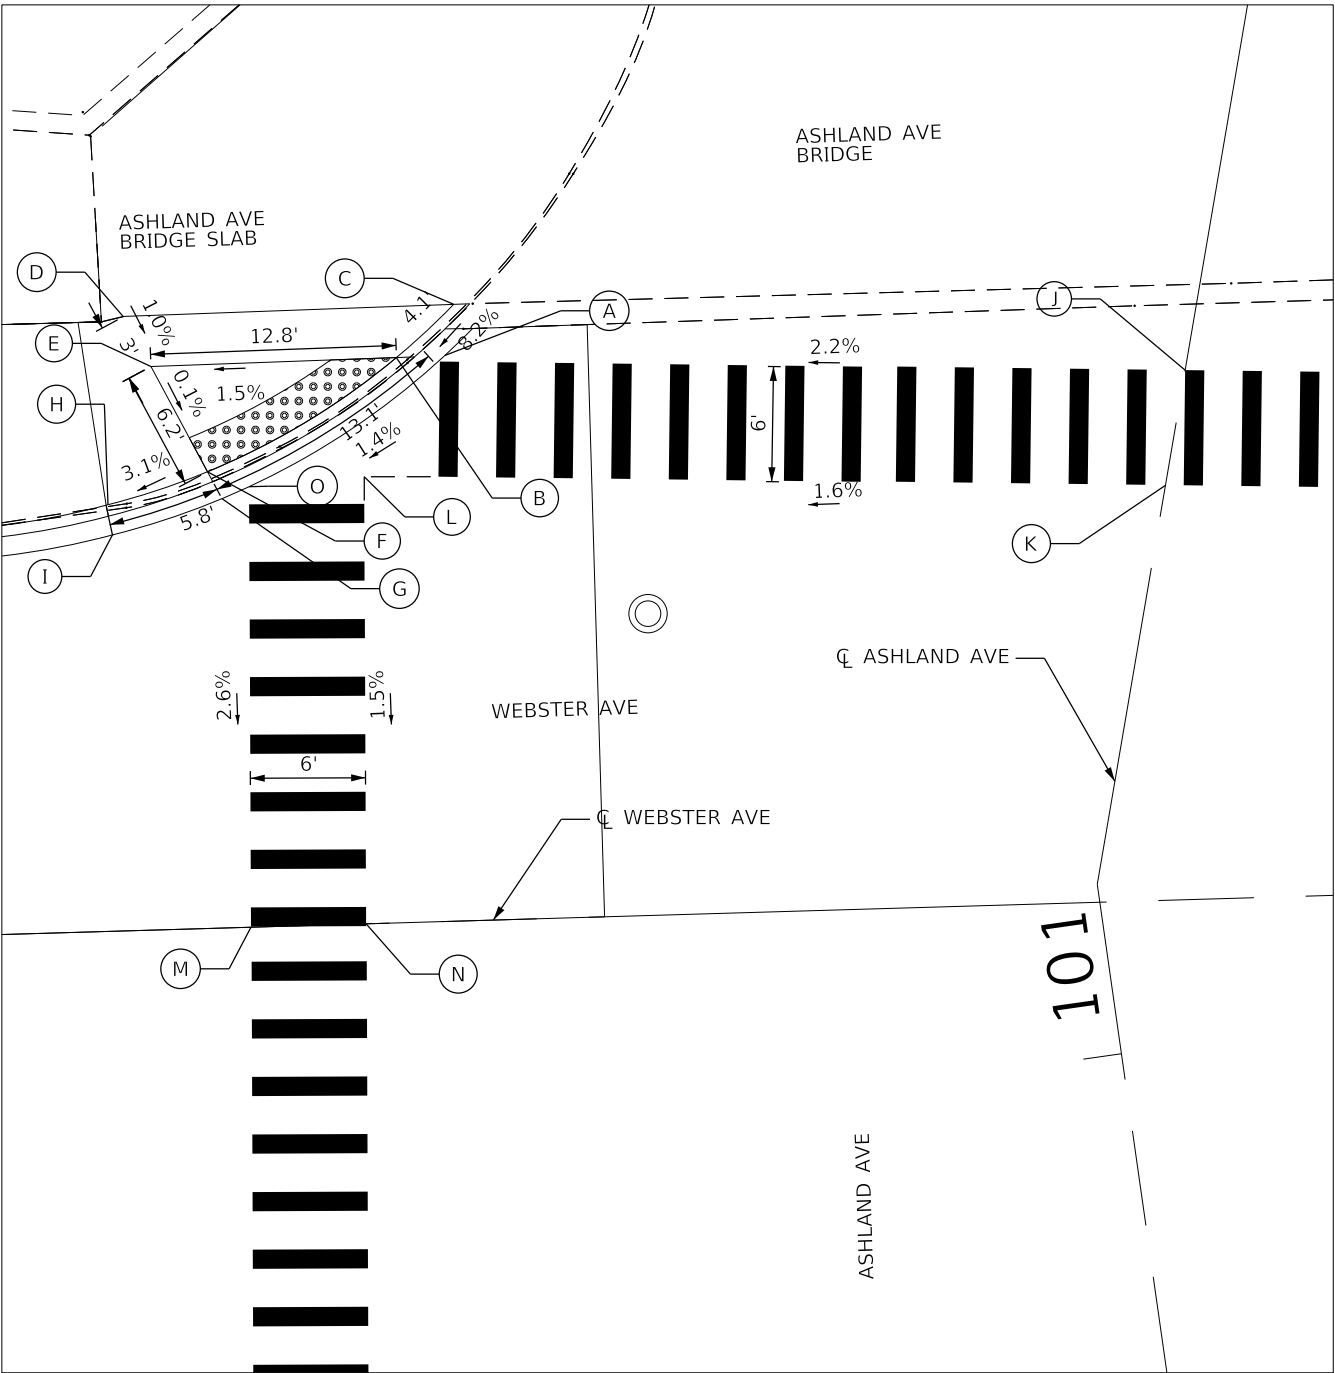 ASHLAND AVE
BRIDGE
ASHLAND AVE
BRIDGE SLAB
D
C
J
A
1.0%
4.1'
8.2%
E
3'
12.8'
2.2%
0.1%
1.5%
H
6.2'
13.1'
1.4%
6'
3.1%
O
B
1.6%
L
5.8'
F
K
I
G
℄ ASHLAND AVE
2.6%
1.5%
WEBSTER AVE
6'
℄ WEBSTER AVE
M
N
101
ASHLAND AVE